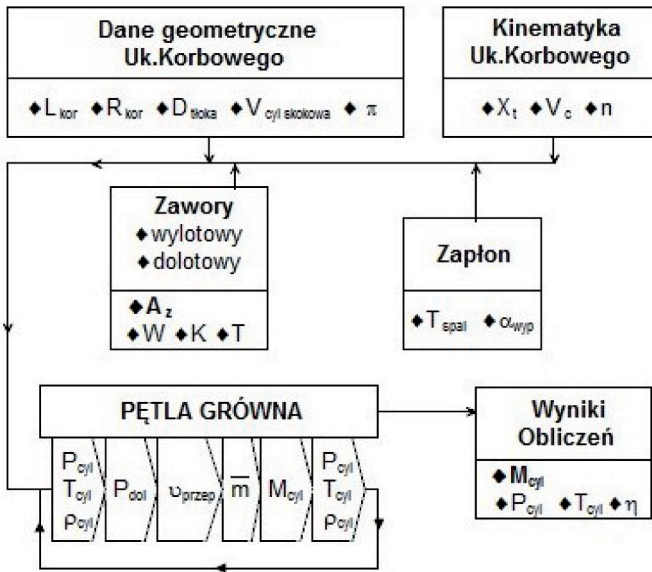 Dane geometryczne
Uk.Korbowego
◆L kor ◆R kor ◆D tłoka ◆V cyl skokowa ◆ π
Kinematyka
Uk.Korbowego
◆X t ◆V c ◆n
Zawory
◆wylotowy
◆dolotowy
◆A z
◆W ◆K ◆T
Zapłon
◆T spal ◆α wyp
PĘTLA GRÓWNA
P cyl
T cyl
ρ cyl
P dol
υ przep
m̅
M cyl
P cyl
T cyl
ρ cyl
Wyniki
Obliczeń
◆M cyl
◆P cyl ◆T cyl ◆η